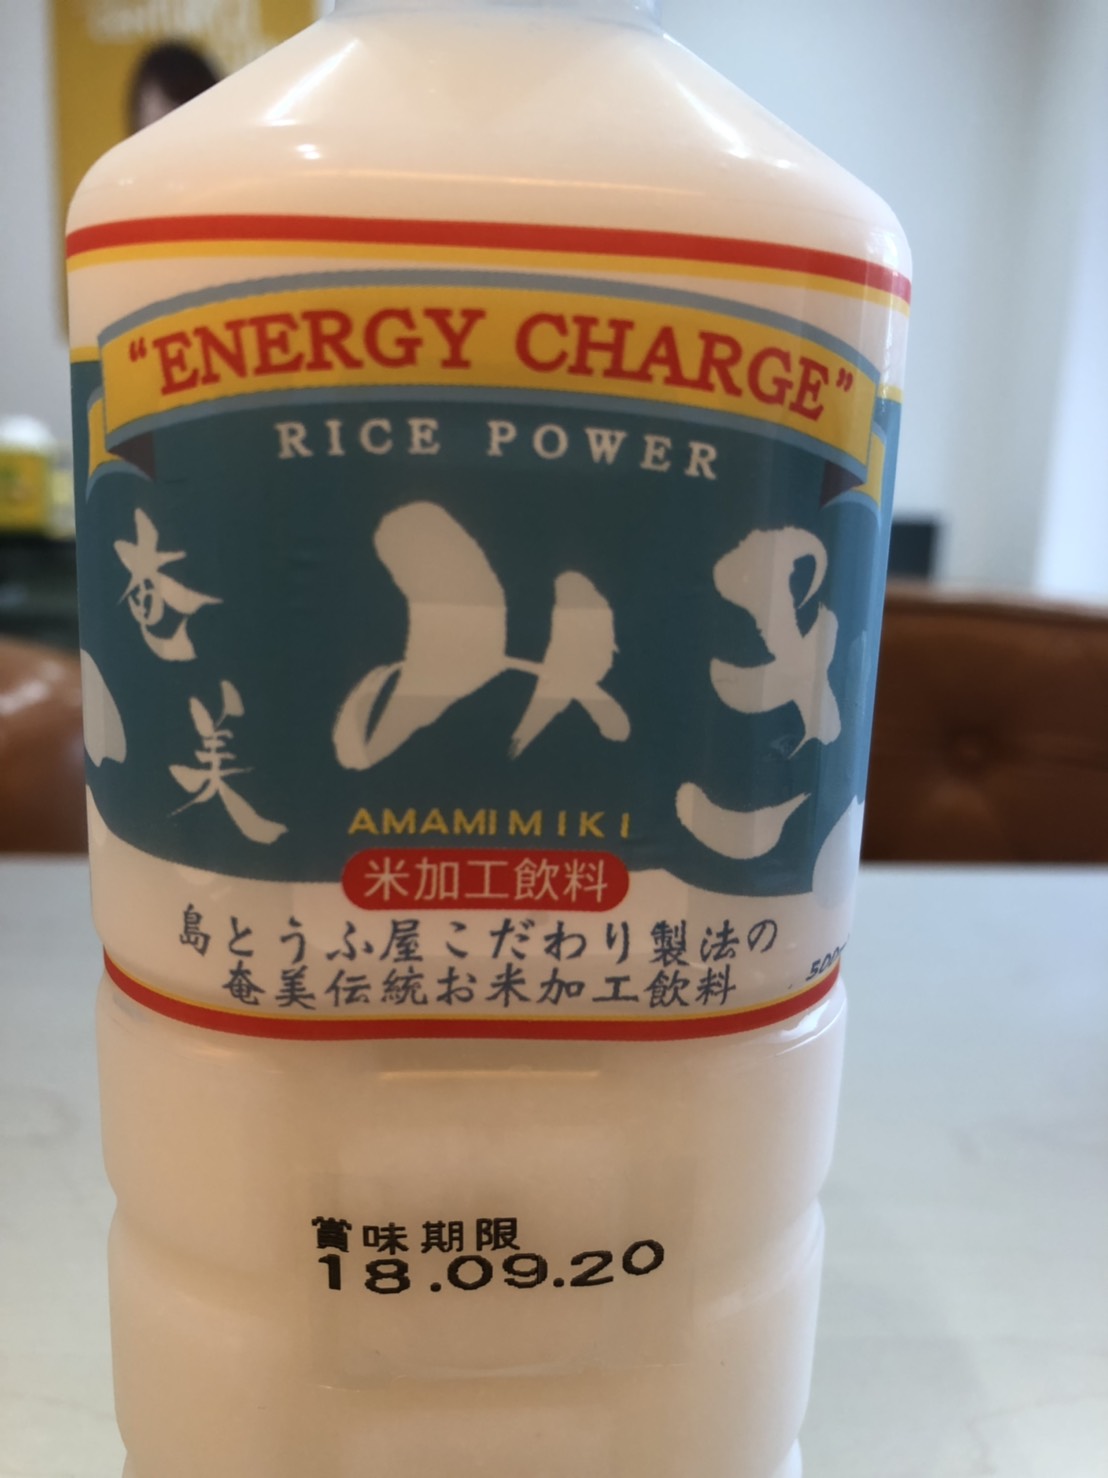 "ENERGY CHARGE"
RICE POWER
奄美
みき
AMAMI MIKI
米加工飲料
島とうふ屋こだわり製法の
奄美伝統お米加工飲料
賞味期限
18.09.20